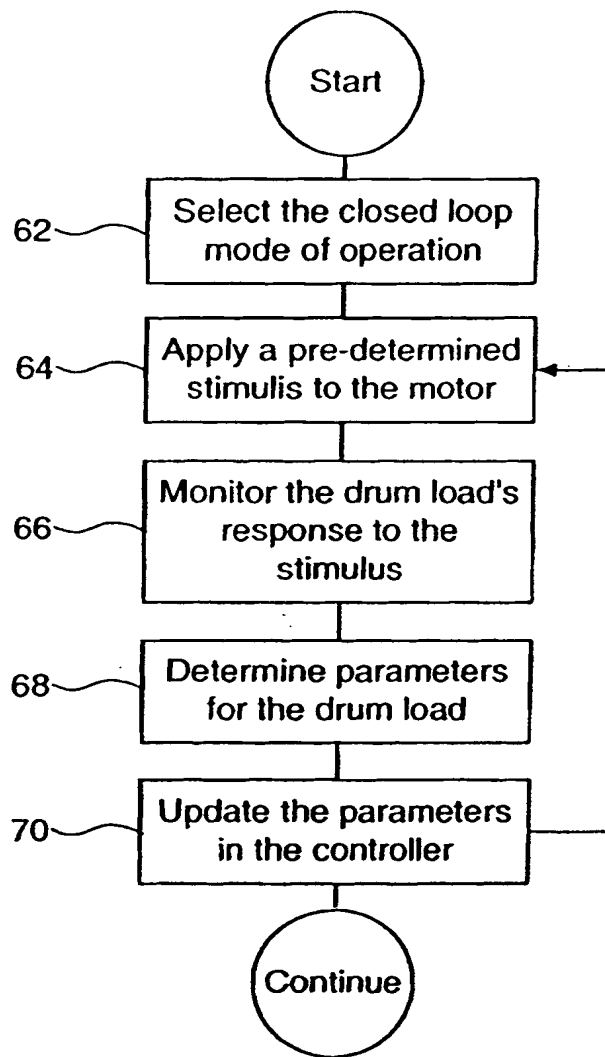 Start
62
Select the closed loop
mode of operation
64
Apply a pre-determined
stimulis to the motor
66
Monitor the drum load's
response to the
stimulus
68
Determine parameters
for the drum load
70
Update the parameters
in the controller
Continue